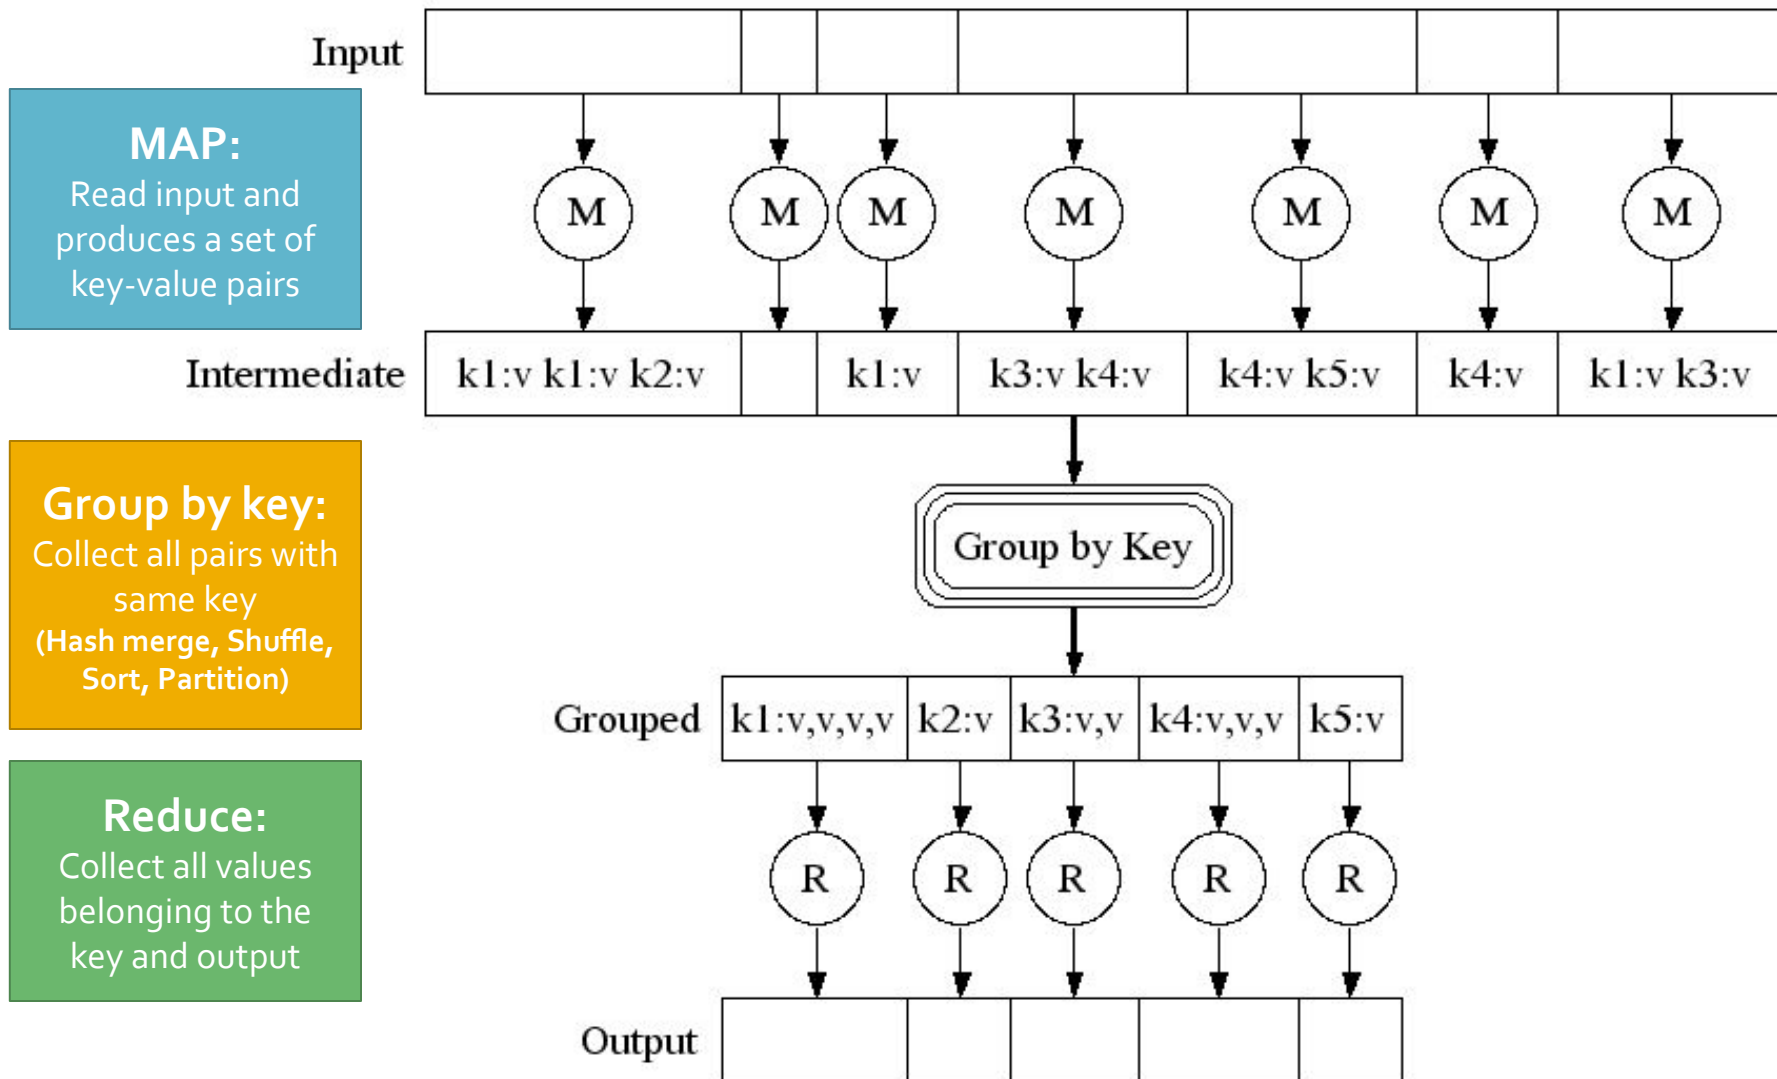 Input
MAP:
Read input and
produces a set of
key-value pairs
M M M M M M M
Intermediate
k1:v k1:v k2:v k1:v k3:v k4:v k4:v k5:v k4:v k1:v k3:v
Group by key:
Collect all pairs with
same key
(Hash merge, Shuffle,
Sort, Partition)
Group by Key
Grouped
k1:v,v,v,v k2:v k3:v,v k4:v,v,v k5:v
Reduce:
Collect all values
belonging to the
key and output
R R R R R
Output